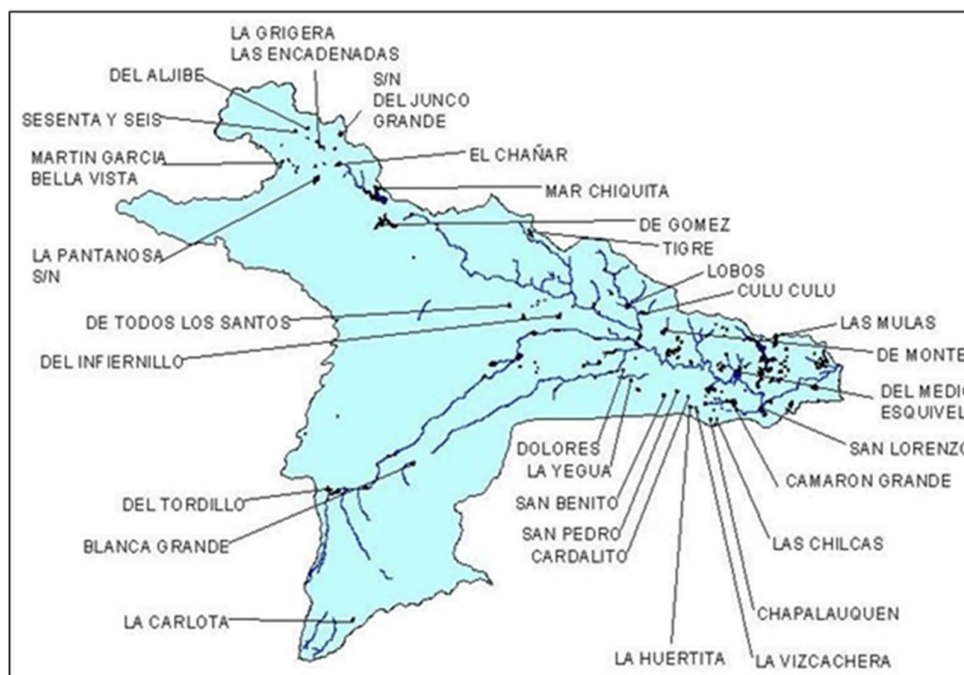 LA GRIGERA
LAS ENCADENADAS
DEL ALJIBE
S/N
DEL JUNCO
GRANDE
SESENTA Y SEIS
MARTIN GARCIA
BELLA VISTA
EL CHAÑAR
MAR CHIQUITA
DE GOMEZ
TIGRE
LA PANTANOSA
S/N
LOBOS
CULU CULU
DE TODOS LOS SANTOS
LAS MULAS
DEL INFIERNILLO
DE MONTE
DEL MEDIO
ESQUIVEL
DOLORES
LA YEGUA
SAN LORENZO
CAMARON GRANDE
DEL TORDILLO
SAN BENITO
SAN PEDRO
CARDALITO
BLANCA GRANDE
LAS CHILCAS
CHAPALAUQUEN
LA CARLOTA
LA HUERTITA
LA VIZCACHERA